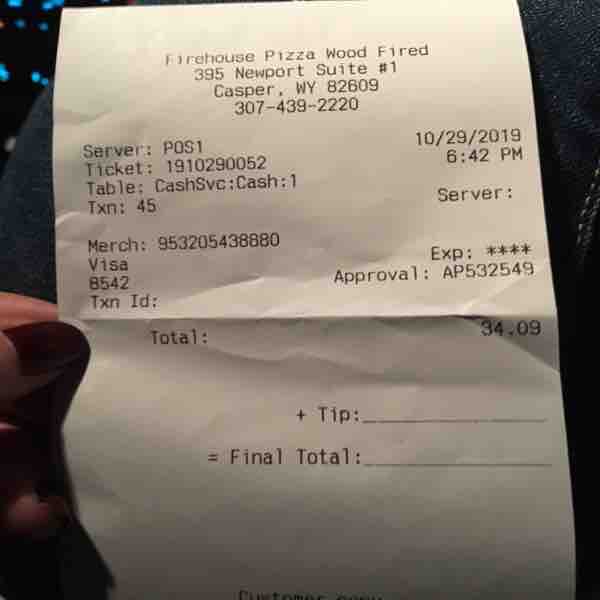 Firehouse Pizza Wood Fired
395 Newport Suite #1
Casper, WY 82609
307-439-2220
Server: POS1 10/29/2019
Ticket: 1910290052 6:42 PM
Table: CashSvc:Cash:1
Txn: 45 Server:
Merch: 953205438880
Visa Exp: ****
8542 Approval: AP532549
Txn Id:
Total: 34.09
+ Tip:
= Final Total:
Customer copy